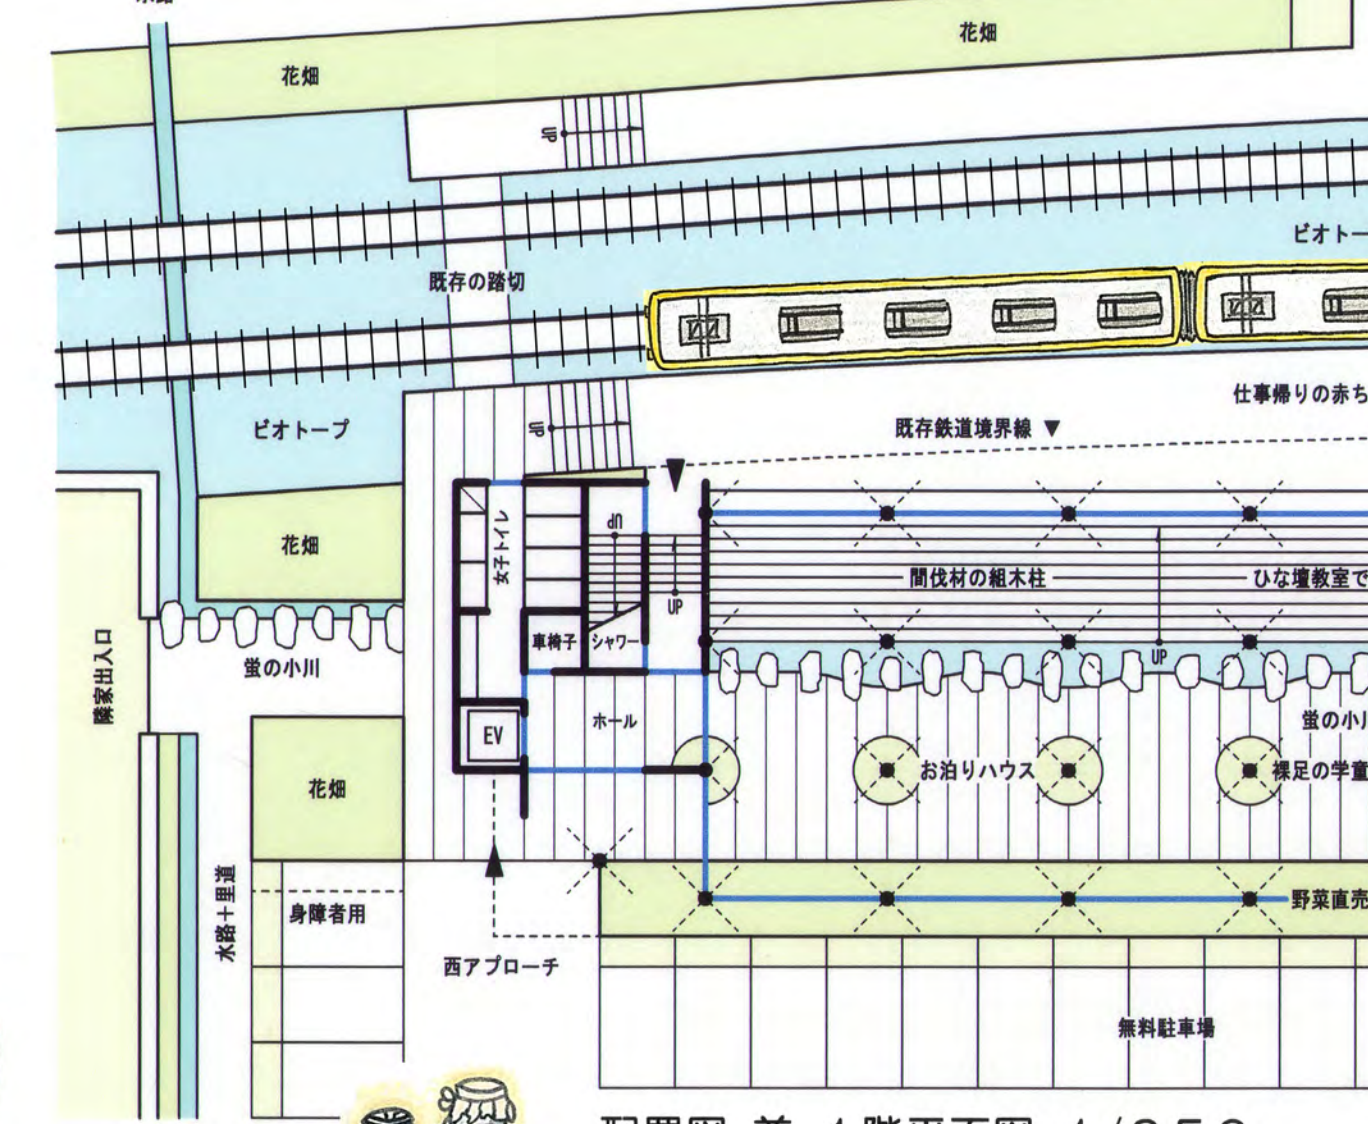 花畑
花畑
UP
ビオトー
既存の踏切
仕事帰りの赤ち
ビオトープ
UP
既存鉄道境界線 ▼
花畑
女子トイレ
UP
UP
間伐材の組木柱
ひな壇教室で
車椅子
シャワー
UP
隣家出入口
蛍の小川
ホール
蛍の小川
EV
花畑
お泊りハウス
裸足の学童
水路+里道
身障者用
野菜直売
西アプローチ
無料駐車場